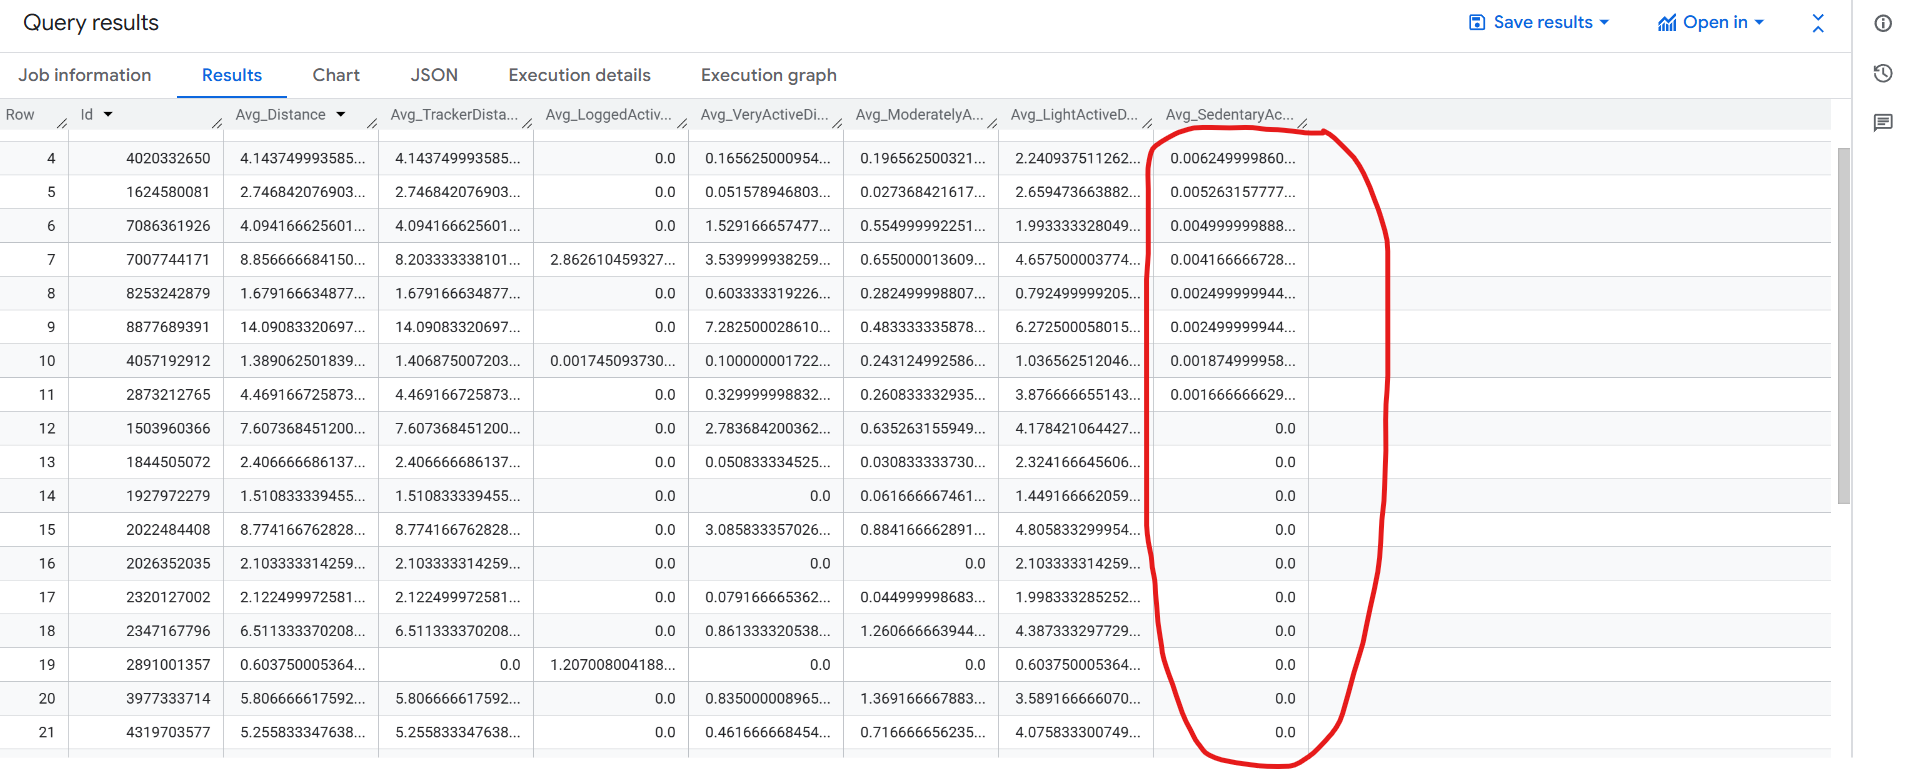 Query results Save results Open in
Job information Results Chart JSON Execution details Execution graph
Row Id Avg_Distance Avg_TrackerDista... Avg_LoggedActiv... Avg_VeryActiveDi... Avg_ModeratelyA... Avg_LightActiveD... Avg_SedentaryAc...
4 4020332650 4.143749993585... 4.143749993585... 0.0 0.165625000954... 0.196562500321... 2.240937511262... 0.006249999860...
5 1624580081 2.746842076903... 2.746842076903... 0.0 0.051578946803... 0.027368421617... 2.659473663882... 0.005263157777...
6 7086361926 4.094166625601... 4.094166625601... 0.0 1.529166657477... 0.554999992251... 1.993333328049... 0.004999999888...
7 7007744171 8.856666684150... 8.203333338101... 2.862610459327... 3.539999938259... 0.655000013609... 4.657500003774... 0.004166666728...
8 8253242879 1.679166634877... 1.679166634877... 0.0 0.603333319226... 0.282499998807... 0.792499999205... 0.002499999944...
9 8877689391 14.09083320697... 14.09083320697... 0.0 7.282500028610... 0.483333335878... 6.272500058015... 0.002499999944...
10 4057192912 1.389062501839... 1.406875007203... 0.001745093730... 0.100000001722... 0.243124992586... 1.036562512046... 0.001874999958...
11 2873212765 4.469166725873... 4.469166725873... 0.0 0.329999998832... 0.260833332935... 3.876666655143... 0.001666666629...
12 1503960366 7.607368451200... 7.607368451200... 0.0 2.783684200362... 0.635263155949... 4.178421064427... 0.0
13 1844505072 2.406666686137... 2.406666686137... 0.0 0.050833334525... 0.030833333730... 2.324166645606... 0.0
14 1927972279 1.510833339455... 1.510833339455... 0.0 0.0 0.061666667461... 1.449166662059... 0.0
15 2022484408 8.774166762828... 8.774166762828... 0.0 3.085833357026... 0.884166662891... 4.805833299954... 0.0
16 2026352035 2.103333314259... 2.103333314259... 0.0 0.0 0.0 2.103333314259... 0.0
17 2320127002 2.122499972581... 2.122499972581... 0.0 0.079166665362... 0.044999998683... 1.998333285252... 0.0
18 2347167796 6.511333370208... 6.511333370208... 0.0 0.861333320538... 1.260666663944... 4.387333297729... 0.0
19 2891001357 0.603750005364... 0.0 1.207008004188... 0.0 0.0 0.603750005364... 0.0
20 3977333714 5.806666617592... 5.806666617592... 0.0 0.835000008965... 1.369166667883... 3.589166666070... 0.0
21 4319703577 5.255833347638... 5.255833347638... 0.0 0.461666668454... 0.716666656235... 4.075833300749... 0.0